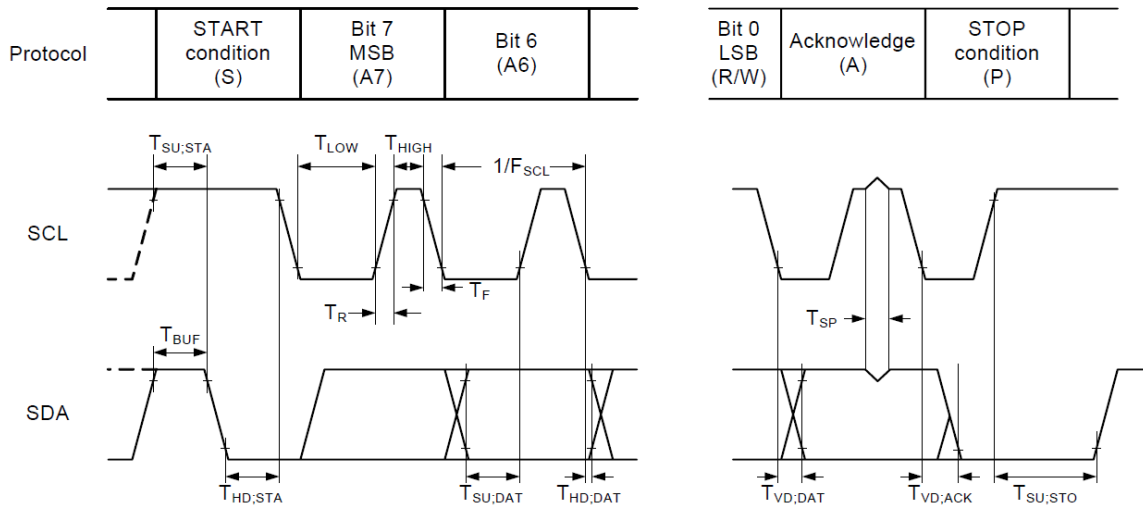 Protocol
START
condition
(S)
Bit 7
MSB
(A7)
Bit 6
(A6)
Bit 0
LSB
(R/W)
Acknowledge
(A)
STOP
condition
(P)
TSU;STA
TLOW
THIGH
1/FSCL
SCL
TF
TR
TSP
TBUF
SDA
THD;STA
TSU;DAT
THD;DAT
TVD;DAT
TVD;ACK
TSU;STO